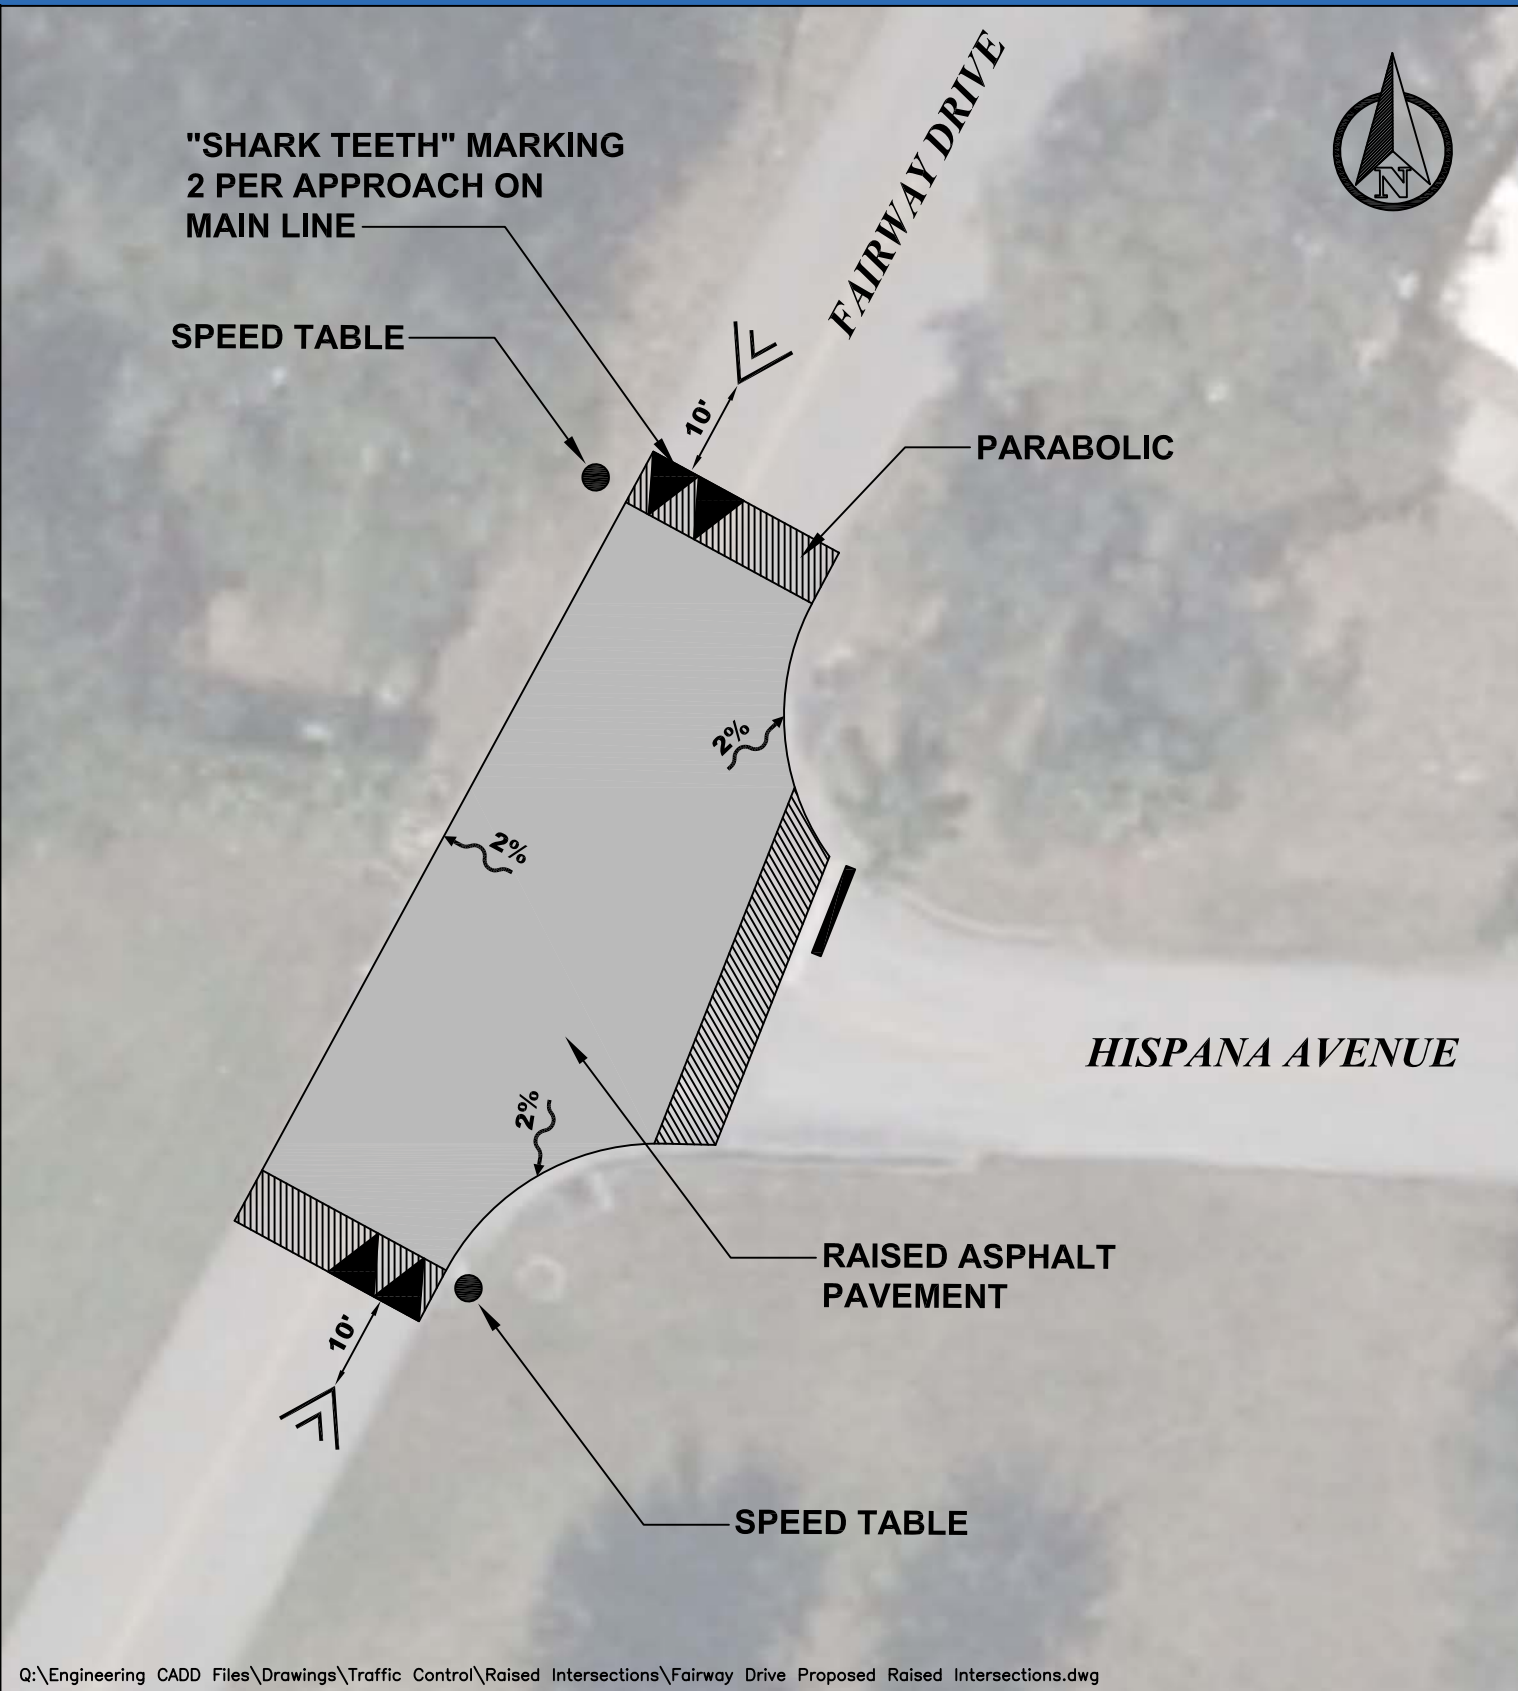 "SHARK TEETH" MARKING
2 PER APPROACH ON
MAIN LINE
FAIRWAY DRIVE
N
SPEED TABLE
10'
PARABOLIC
2%
2%
HISPANA AVENUE
2%
RAISED ASPHALT
PAVEMENT
10'
SPEED TABLE
Q:\Engineering CADD Files\Drawings\Traffic Control\Raised Intersections\Fairway Drive Proposed Raised Intersections.dwg